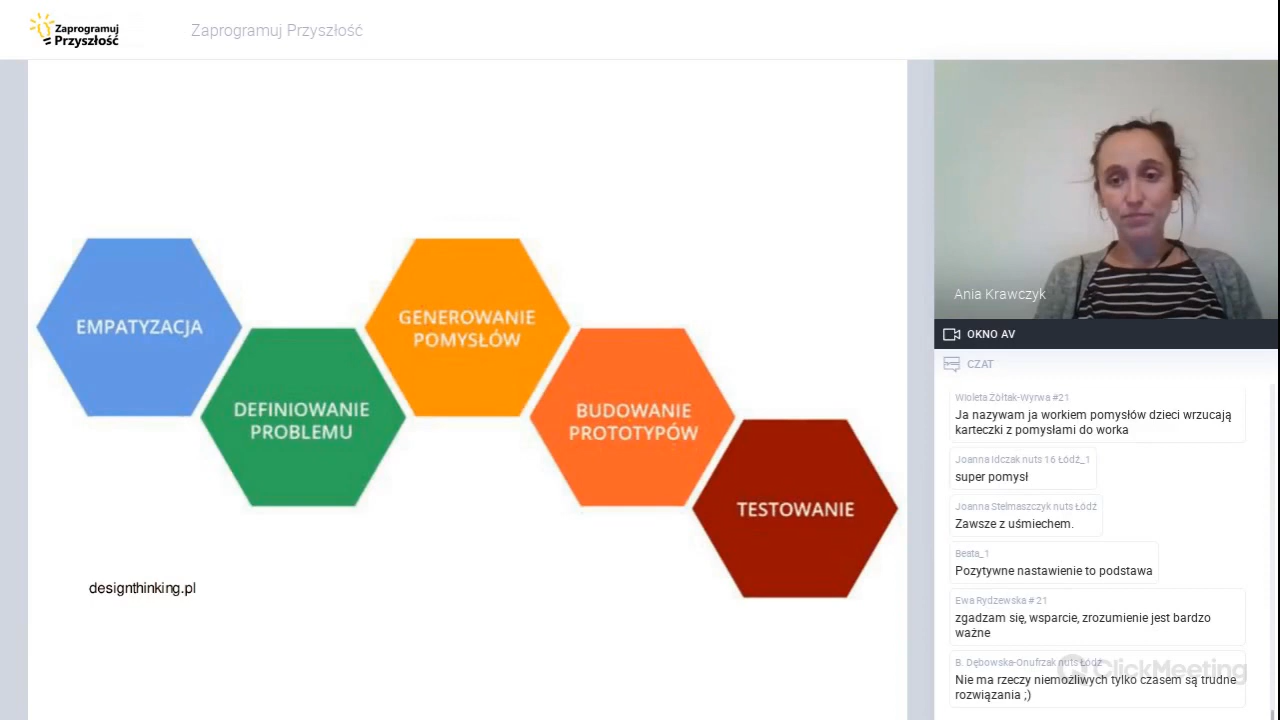 Zaprogramuj
Przyszłość
Zaprogramuj Przyszłość
EMPATYZACJA
DEFINIOWANIE
PROBLEMU
GENEROWANIE
POMYSŁÓW
BUDOWANIE
PROTOTYPÓW
TESTOWANIE
designthinking.pl
Ania Krawczyk
OKNO AV
CZAT
Wioleta Żółtak-Wyrwa #21
Ja nazywam ja workiem pomysłów dzieci wrzucają
karteczki z pomysłami do worka
Joanna Idczak nuts 16 Łódź_1
super pomysł
Joanna Stelmaszczyk nuts Łódź
Zawsze z uśmiechem.
Beata_1
Pozytywne nastawienie to podstawa
Ewa Rydzewska # 21
zgadzam się, wsparcie, zrozumienie jest bardzo
ważne
B. Dębowska-Onufrzak nuts Łódź
Nie ma rzeczy niemożliwych tylko czasem są trudne
rozwiązania ;)
ClickMeeting